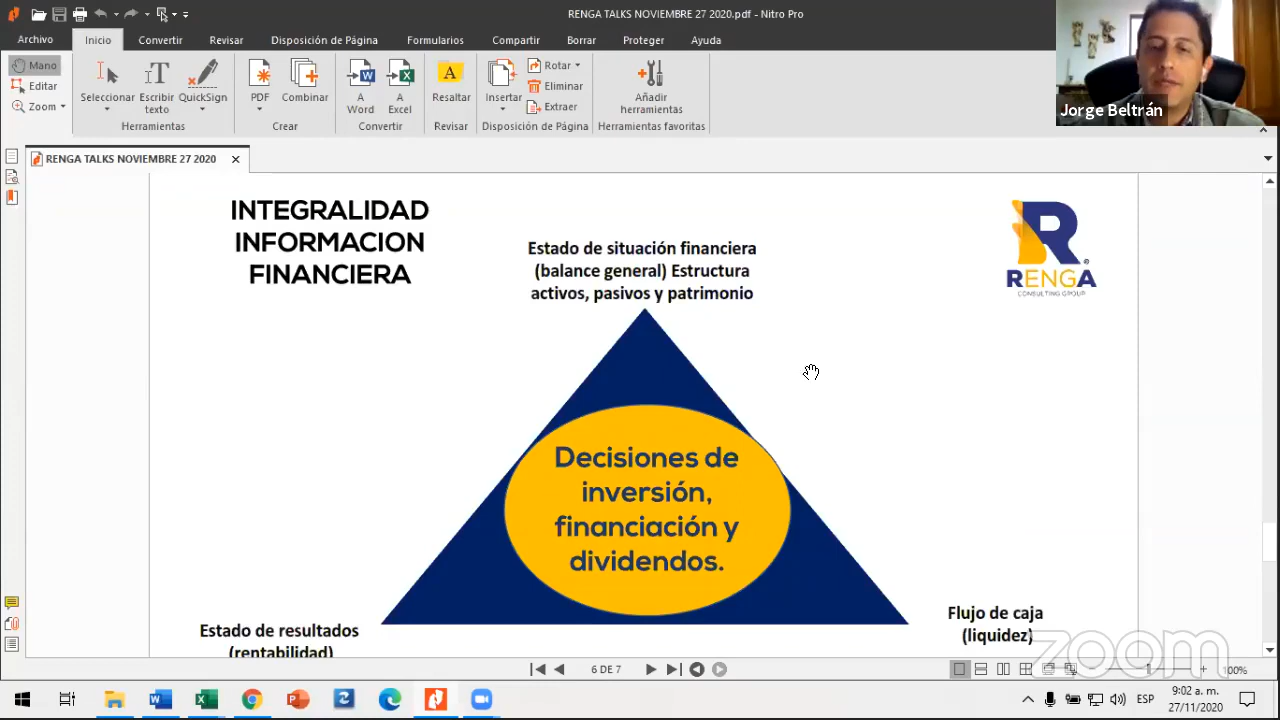 RENGA TALKS NOVIEMBRE 27 2020.pdf - Nitro Pro
Archivo Inicio Convertir Revisar Disposición de Página Formularios Compartir Borrar Proteger Ayuda
Mano
Editar
Zoom
Seleccionar
Escribir
texto
QuickSign
Herramientas
PDF
Combinar
Crear
A
Word
A
Excel
Convertir
Resaltar
Revisar
Insertar
Rotar
Eliminar
Extraer
Disposición de Página
Añadir
herramientas
Herramientas favoritas
Jorge Beltrán
RENGA TALKS NOVIEMBRE 27 2020
INTEGRALIDAD
INFORMACION
FINANCIERA
Estado de situación financiera
(balance general) Estructura
activos, pasivos y patrimonio
RENGA
CONSULTING GROUP
Decisiones de
inversión,
financiación y
dividendos.
Estado de resultados
(rentabilidad)
Flujo de caja
(liquidez)
zoom
6 DE 7
100%
ESP
9:02 a. m.
27/11/2020